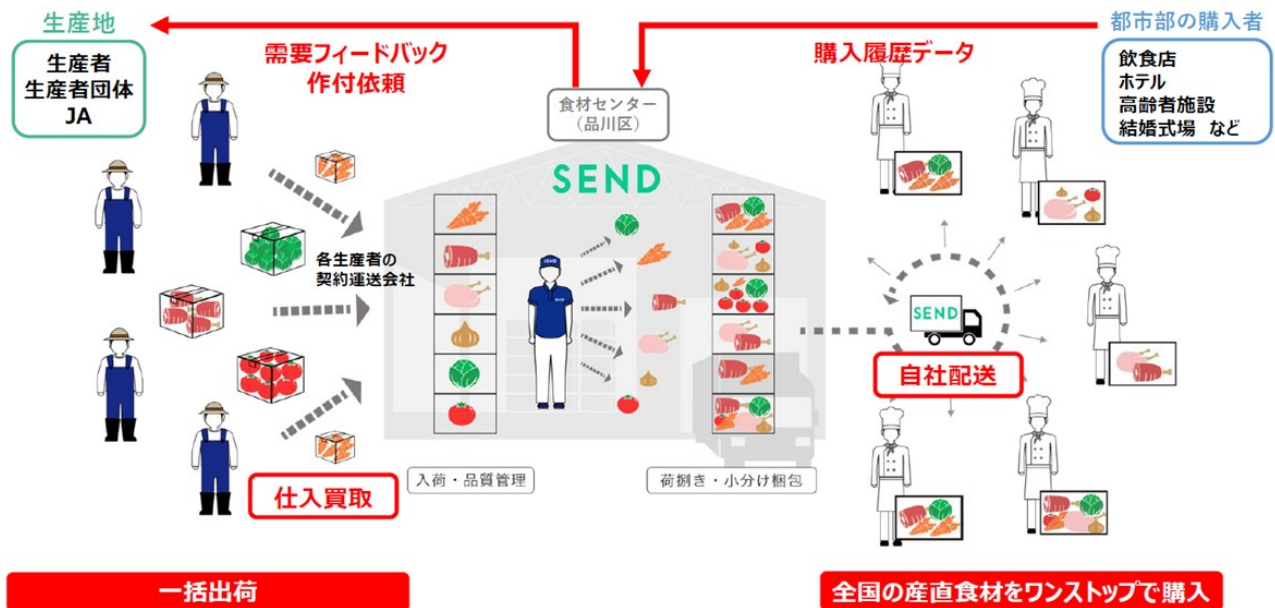 生産地
生産者
生産者団体
JA
需要フィードバック
作付依頼
食材センター
(品川区)
購入履歴データ
都市部の購入者
飲食店
ホテル
高齢者施設
結婚式場 など
SEND
各生産者の
契約運送会社
SEND
自社配送
仕入買取
入荷・品質管理
荷捌き・小分け梱包
一括出荷
全国の産直食材をワンストップで購入